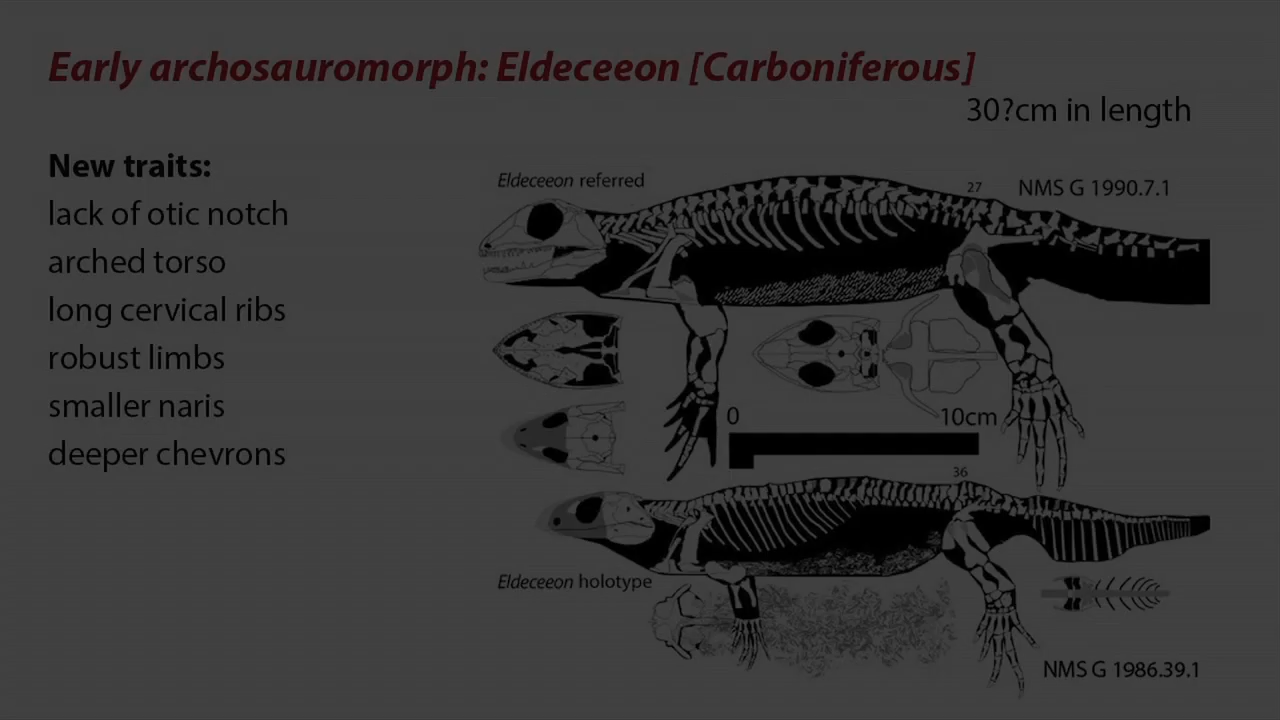 Early archosauromorph: Eldeceeon [Carboniferous]
30?cm in length
New traits:
lack of otic notch
arched torso
long cervical ribs
robust limbs
smaller naris
deeper chevrons
Eldeceeon referred
27
NMS G 1990.7.1
0
10cm
36
Eldeceeon holotype
NMS G 1986.39.1